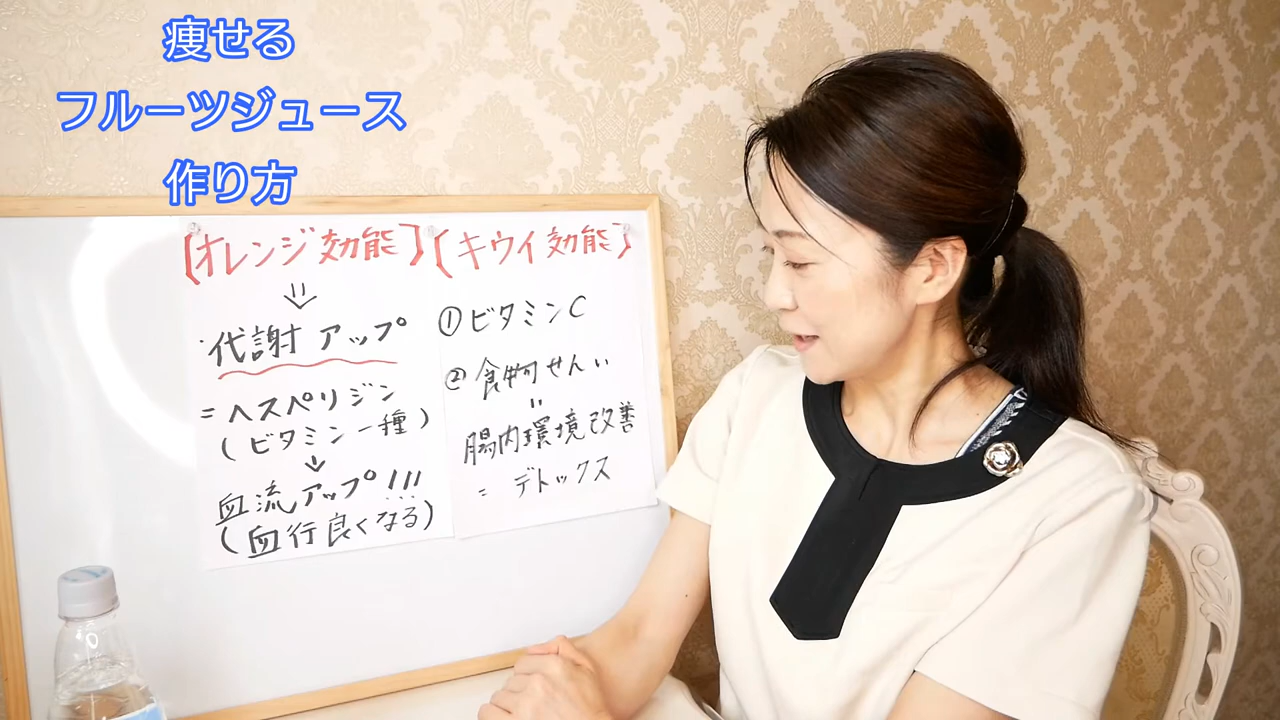 痩せる
フルーツジュース
作り方
【オレンジ効能】
⇓
・代謝アップ
=ヘスペリジン
(ビタミン一種)
↓
血流アップ!!!
(血行良くなる)
【キウイ効能】
①ビタミンC
②食物せんい
=
腸内環境改善
=デトックス